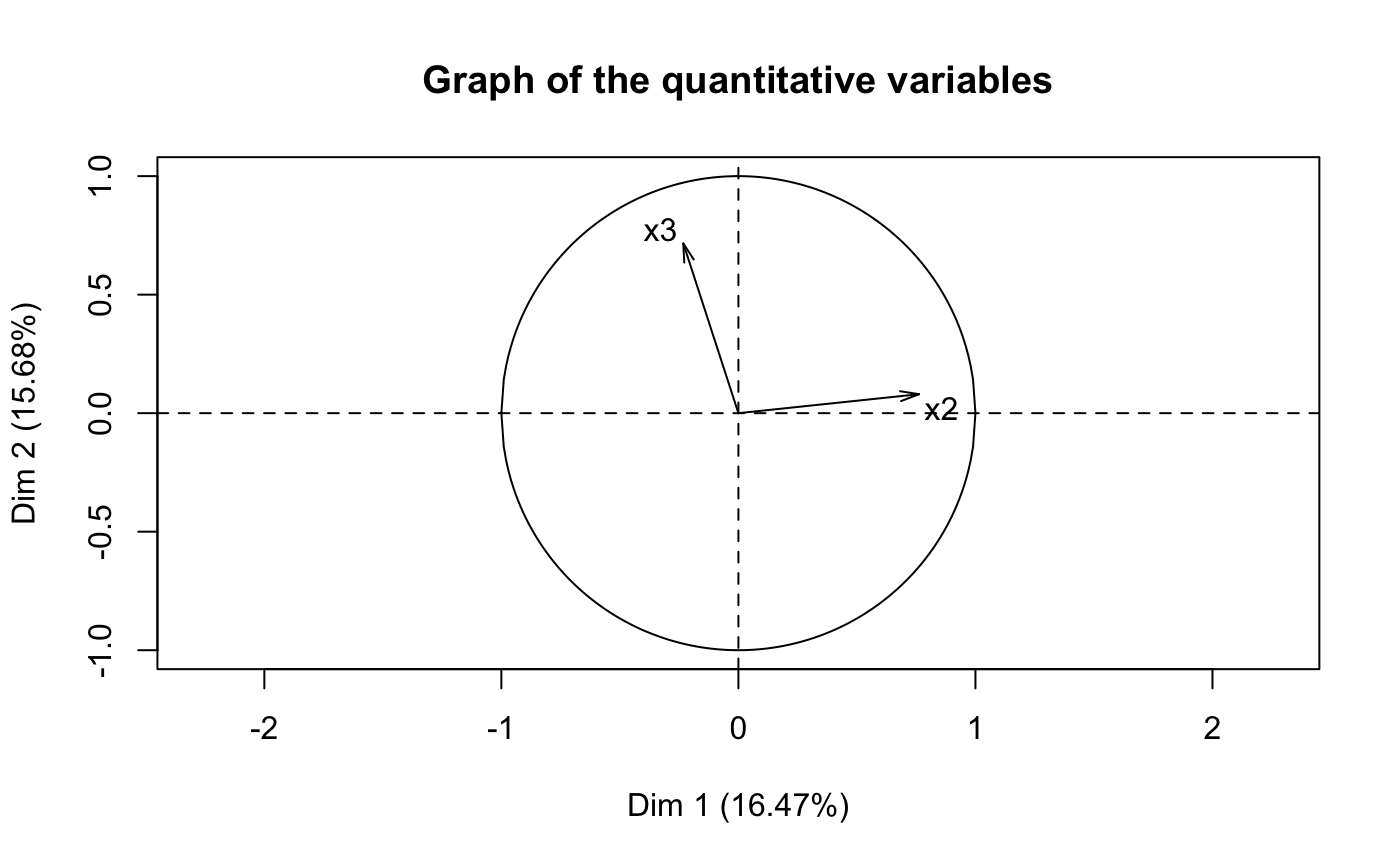 Graph of the quantitative variables
1.0
x3
0.5
Dim 2 (15.68%)
0.0
x2
-0.5
-1.0
-2 -1 0 1 2
Dim 1 (16.47%)